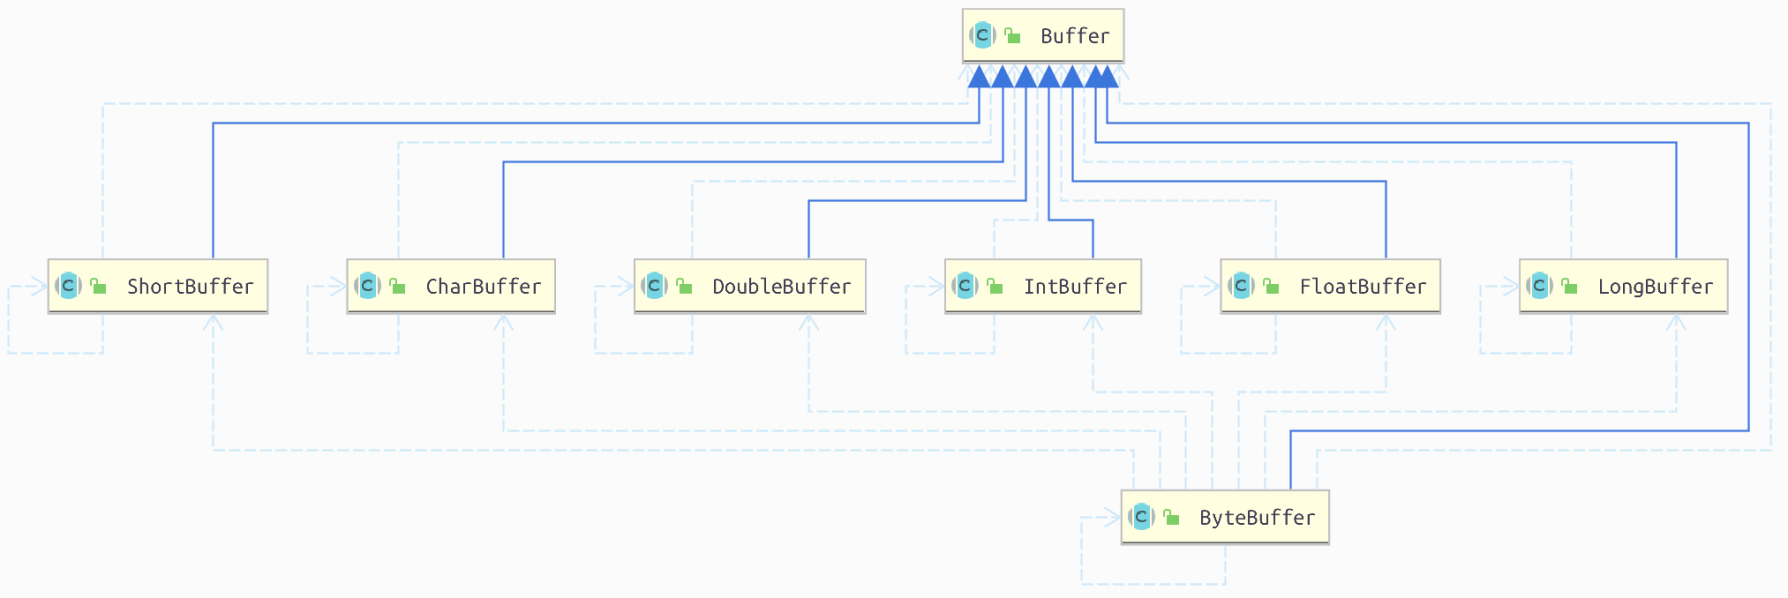 C Buffer
C ShortBuffer
C CharBuffer
C DoubleBuffer
C IntBuffer
C FloatBuffer
C LongBuffer
C ByteBuffer